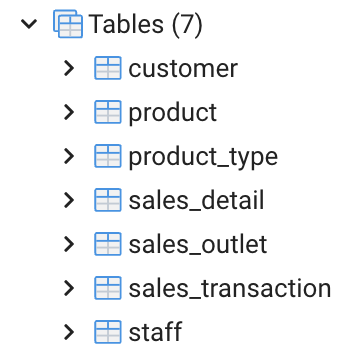 Tables (7)
customer
product
product_type
sales_detail
sales_outlet
sales_transaction
staff